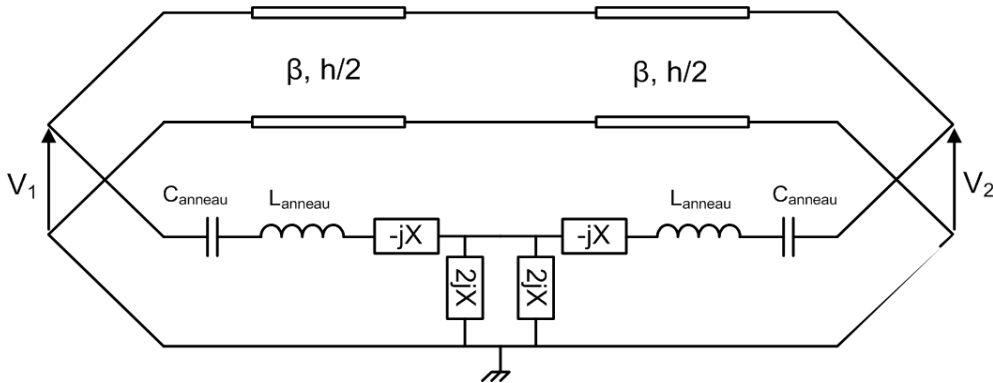 β, h/2 β, h/2
V1 V2
Canneau Lanneau Lanneau Canneau
-jX -jX
2jX 2jX